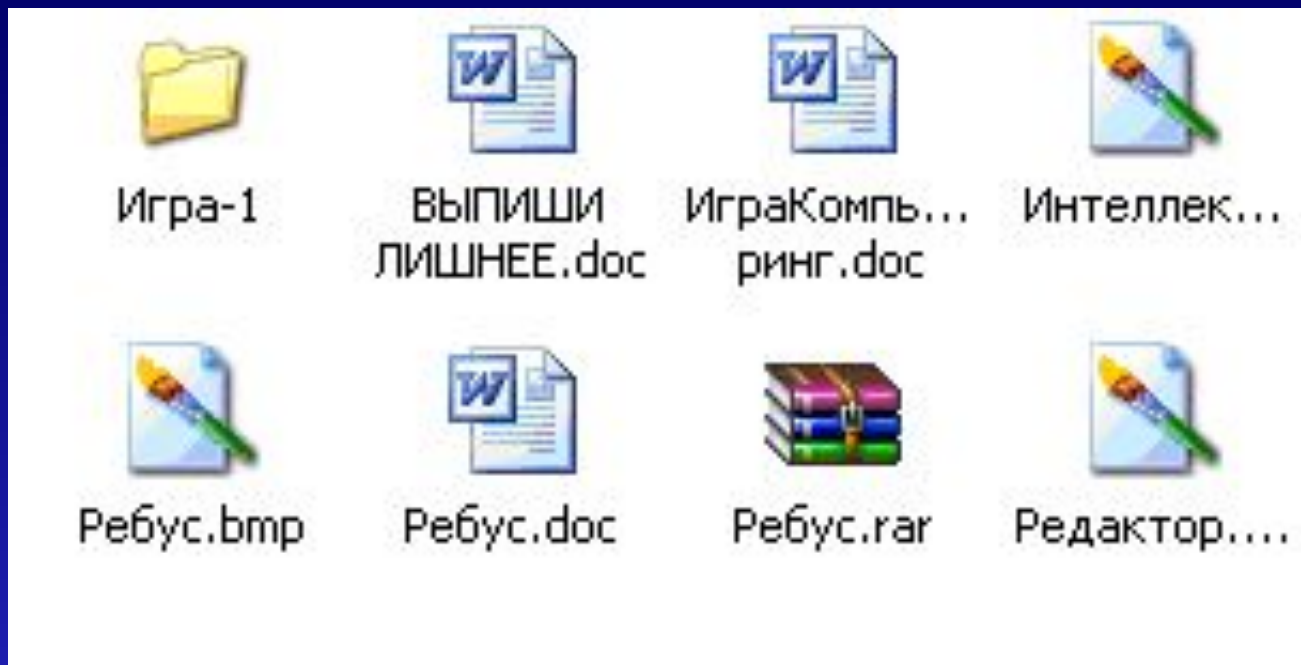 Игра-1
ВЫПИШИ
ЛИШНЕЕ.doc
ИграКомпь...
ринг.doc
Интеллек...
Ребус.bmp
Ребус.doc
Ребус.rar
Редактор....